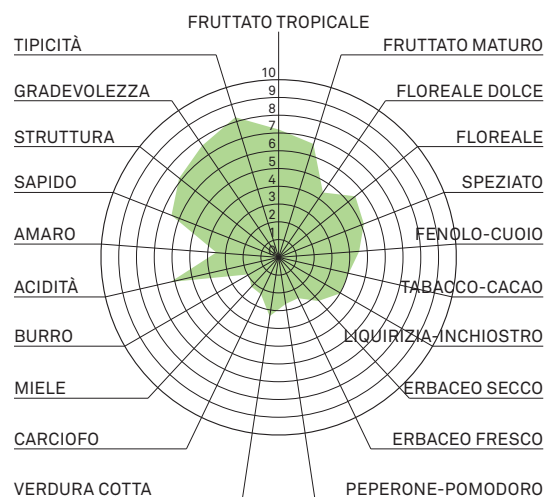 FRUTTATO TROPICALE
TIPICITÀ
FRUTTATO MATURO
GRADEVOLEZZA
FLOREALE DOLCE
STRUTTURA
FLOREALE
SAPIDO
SPEZIATO
AMARO
FENOLO-CUOIO
ACIDITÀ
TABACCO-CACAO
BURRO
LIQUIRIZIA-INCHIOSTRO
MIELE
ERBACEO SECCO
CARCIOFO
ERBACEO FRESCO
VERDURA COTTA
PEPERONE-POMODORO
10
9
8
7
6
5
4
3
2
1
0